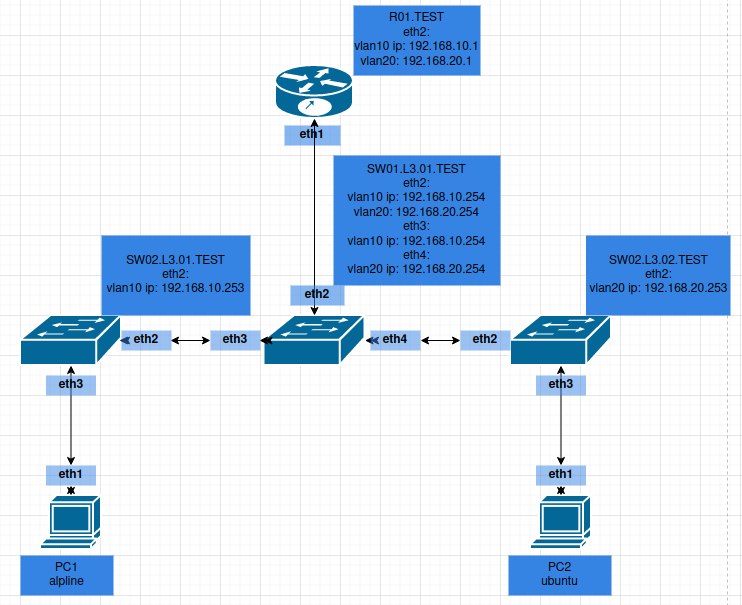 R01.TEST
eth2:
vlan10 ip: 192.168.10.1
vlan20: 192.168.20.1
eth1
SW01.L3.01.TEST
eth2:
vlan10 ip: 192.168.10.254
vlan20: 192.168.20.254
eth3:
vlan10 ip: 192.168.10.254
eth4:
vlan20 ip: 192.168.20.254
SW02.L3.01.TEST
eth2:
vlan10 ip: 192.168.10.253
SW02.L3.02.TEST
eth2:
vlan20 ip: 192.168.20.253
eth2
eth2
eth3
eth4
eth2
eth3
eth3
eth1
eth1
PC1
alpline
PC2
ubuntu